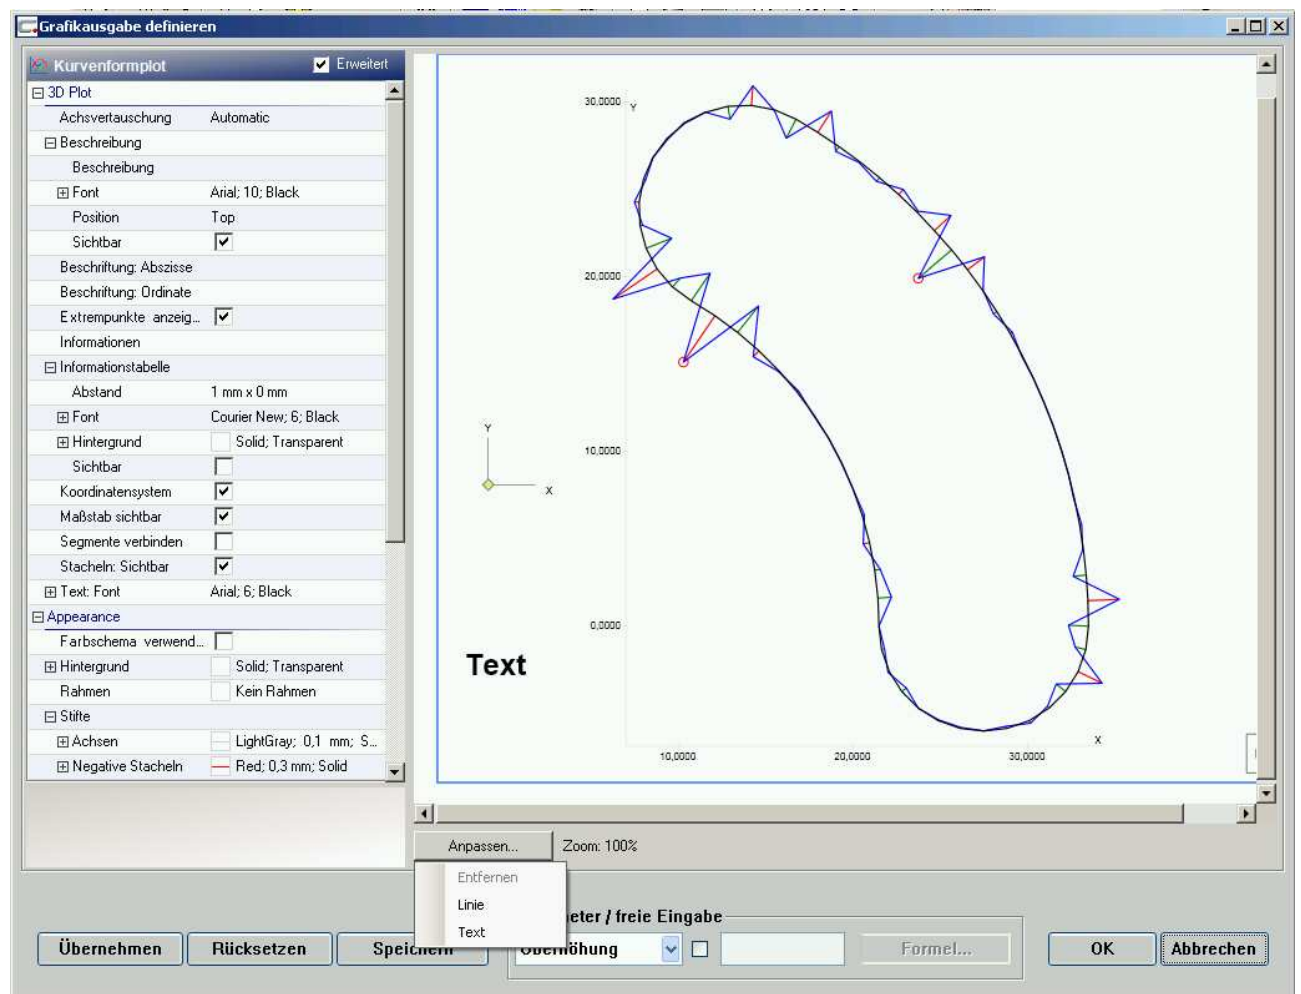 Grafikausgabe definieren
Kurvenformplot Erweitert
3D Plot
Achsvertauschung Automatic
Beschreibung
Beschreibung
Font Arial; 10; Black
Position Top
Sichtbar
Beschriftung: Abszisse
Beschriftung: Ordinate
Extrempunkte anzeig...
Informationen
Informationstabelle
Abstand 1 mm x 0 mm
Font Courier New; 6; Black
Hintergrund Solid; Transparent
Sichtbar
Koordinatensystem
Maßstab sichtbar
Segmente verbinden
Stacheln: Sichtbar
Text: Font Arial; 6; Black
Appearance
Farbschema verwend...
Hintergrund Solid; Transparent
Rahmen Kein Rahmen
Stifte
Achsen LightGray; 0,1 mm; S...
Negative Stacheln Red; 0,3 mm; Solid
30,0000 Y
20,0000
10,0000
0,0000
Y
X
Text
X
10,0000 20,0000 30,0000
Anpassen... Zoom: 100%
Entfernen
Linie
Text
eter / freie Eingabe
Übernehmen Rücksetzen Speichern Überhöhung Formel... OK Abbrechen